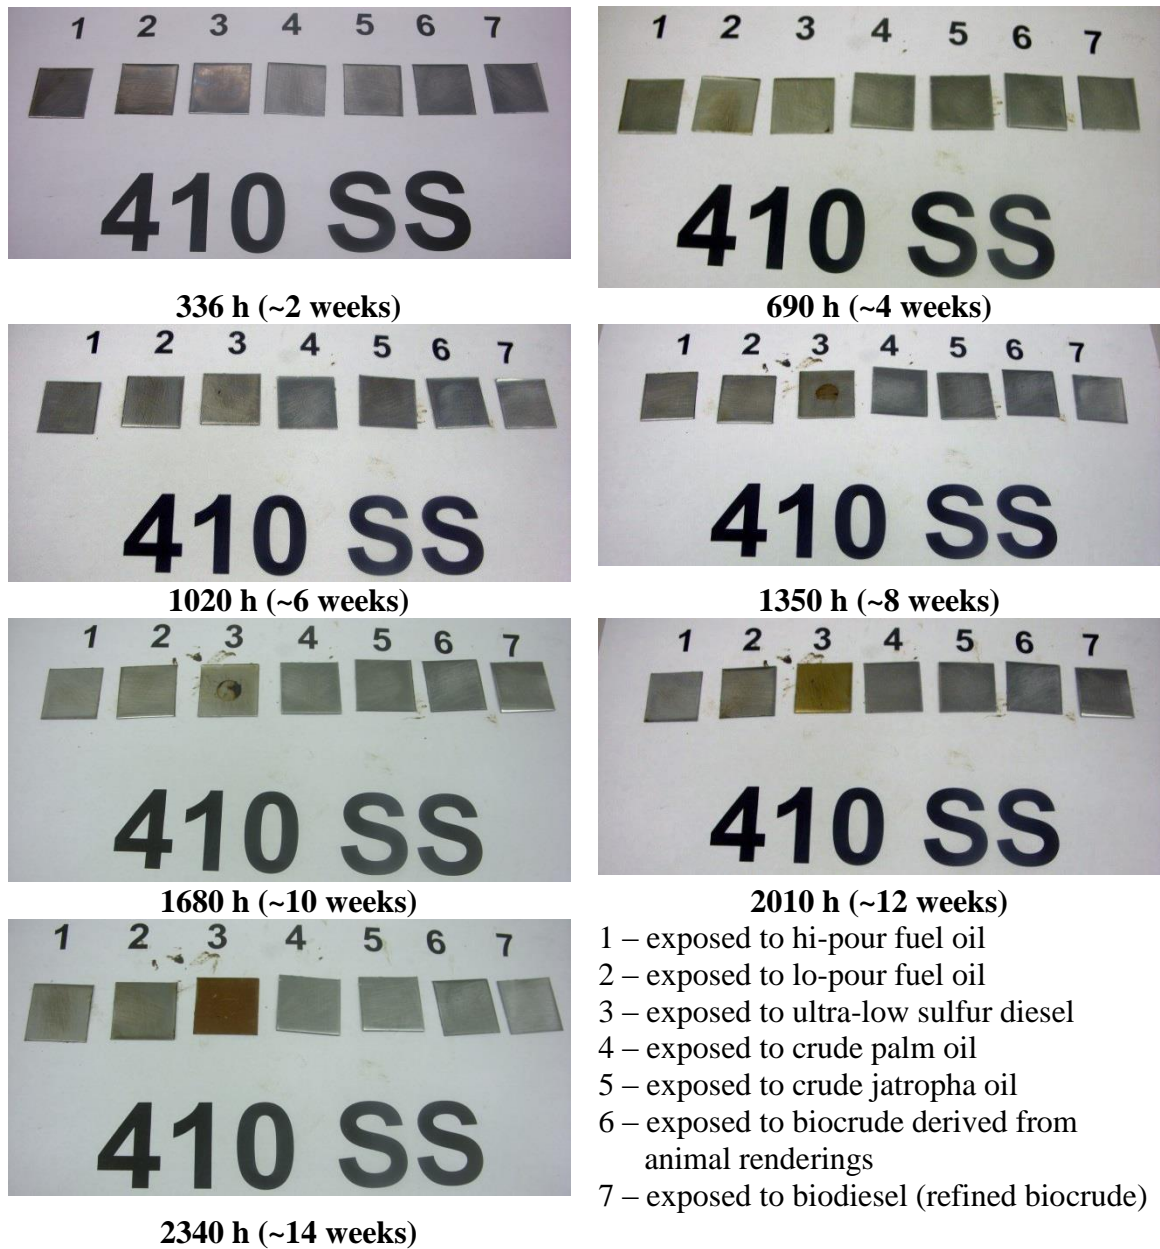 1 2 3 4 5 6 7
410 SS
336 h (~2 weeks)
1 2 3 4 5 6 7
410 SS
690 h (~4 weeks)
1 2 3 4 5 6 7
410 SS
1020 h (~6 weeks)
1 2 3 4 5 6 7
410 SS
1350 h (~8 weeks)
1 2 3 4 5 6 7
410 SS
1680 h (~10 weeks)
1 2 3 4 5 6 7
410 SS
2010 h (~12 weeks)
1 2 3 4 5 6 7
410 SS
2340 h (~14 weeks)
1 – exposed to hi-pour fuel oil
2 – exposed to lo-pour fuel oil
3 – exposed to ultra-low sulfur diesel
4 – exposed to crude palm oil
5 – exposed to crude jatropha oil
6 – exposed to biocrude derived from
animal renderings
7 – exposed to biodiesel (refined biocrude)